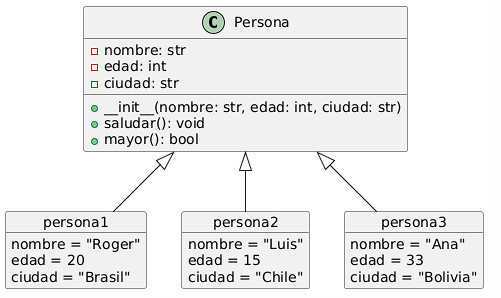 C Persona
nombre: str
edad: int
ciudad: str
__init__(nombre: str, edad: int, ciudad: str)
saludar(): void
mayor(): bool
persona1
nombre = "Roger"
edad = 20
ciudad = "Brasil"
persona2
nombre = "Luis"
edad = 15
ciudad = "Chile"
persona3
nombre = "Ana"
edad = 33
ciudad = "Bolivia"